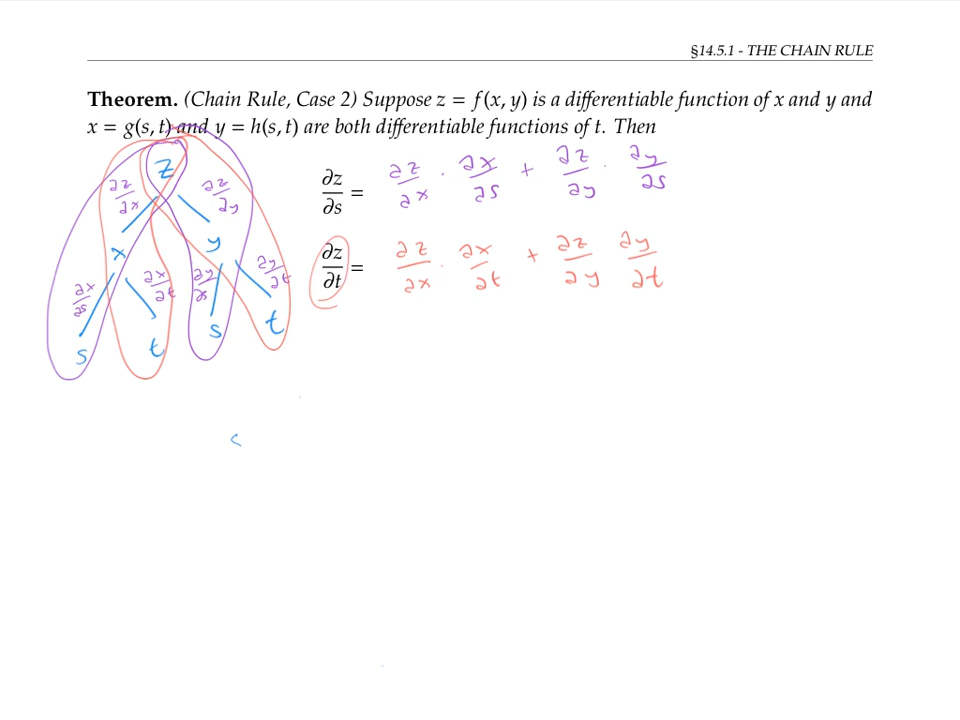 §14.5.1 - THE CHAIN RULE
Theorem. (Chain Rule, Case 2) Suppose z = f(x, y) is a differentiable function of x and y and
x = g(s, t) and y = h(s, t) are both differentiable functions of t. Then
∂z/∂s = ∂z/∂x · ∂x/∂s + ∂z/∂y · ∂y/∂s
∂z/∂t = ∂z/∂x · ∂x/∂t + ∂z/∂y ∂y/∂t
z
∂z/∂x ∂z/∂y
x y
∂x/∂s ∂x/∂t ∂y/∂s ∂y/∂t
s t s t